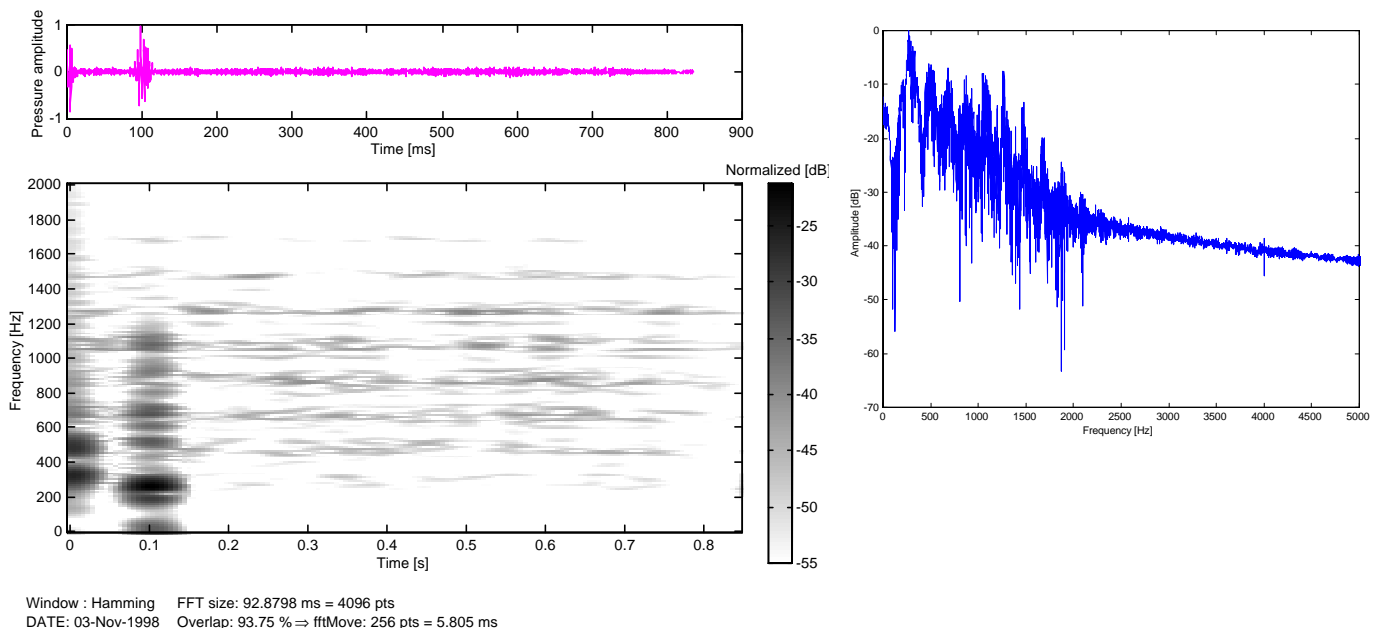 1
0
-1
Pressure amplitude
0 100 200 300 400 500 600 700 800 900
Time [ms]
Normalized [dB]
2000
1800
1600
1400
1200
1000
800
600
400
200
0
Frequency [Hz]
0 0.1 0.2 0.3 0.4 0.5 0.6 0.7 0.8
Time [s]
-25
-30
-35
-40
-45
-50
-55
0
-10
-20
-30
-40
-50
-60
-70
Amplitude [dB]
0 500 1000 1500 2000 2500 3000 3500 4000 4500 5000
Frequency [Hz]
Window : Hamming FFT size: 92.8798 ms = 4096 pts
DATE: 03-Nov-1998 Overlap: 93.75 % ⇒ fftMove: 256 pts = 5.805 ms